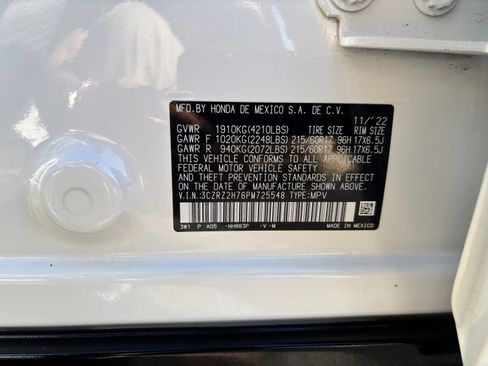 MFD.BY HONDA DE MEXICO S.A. DE C.V. 11/'22
GVWR 1910KG(4210LBS) TIRE SIZE RIM SIZE
GAWR F 1020KG(2248LBS) 215/60R17 96H 17X6.5J
GAWR R 940KG(2072LBS) 215/60R17 96H 17X6.5J
THIS VEHICLE CONFORMS TO ALL APPLICABLE
FEDERAL MOTOR VEHICLE SAFETY
AND THEFT PREVENTION STANDARDS IN EFFECT
ON THE DATE OF MANUFACTURE SHOWN ABOVE.
V.I.N.:3CZRZ2H76PM725548 TYPE:MPV
3W1 P A05 -NH883P -V -M MADE IN MEXICO